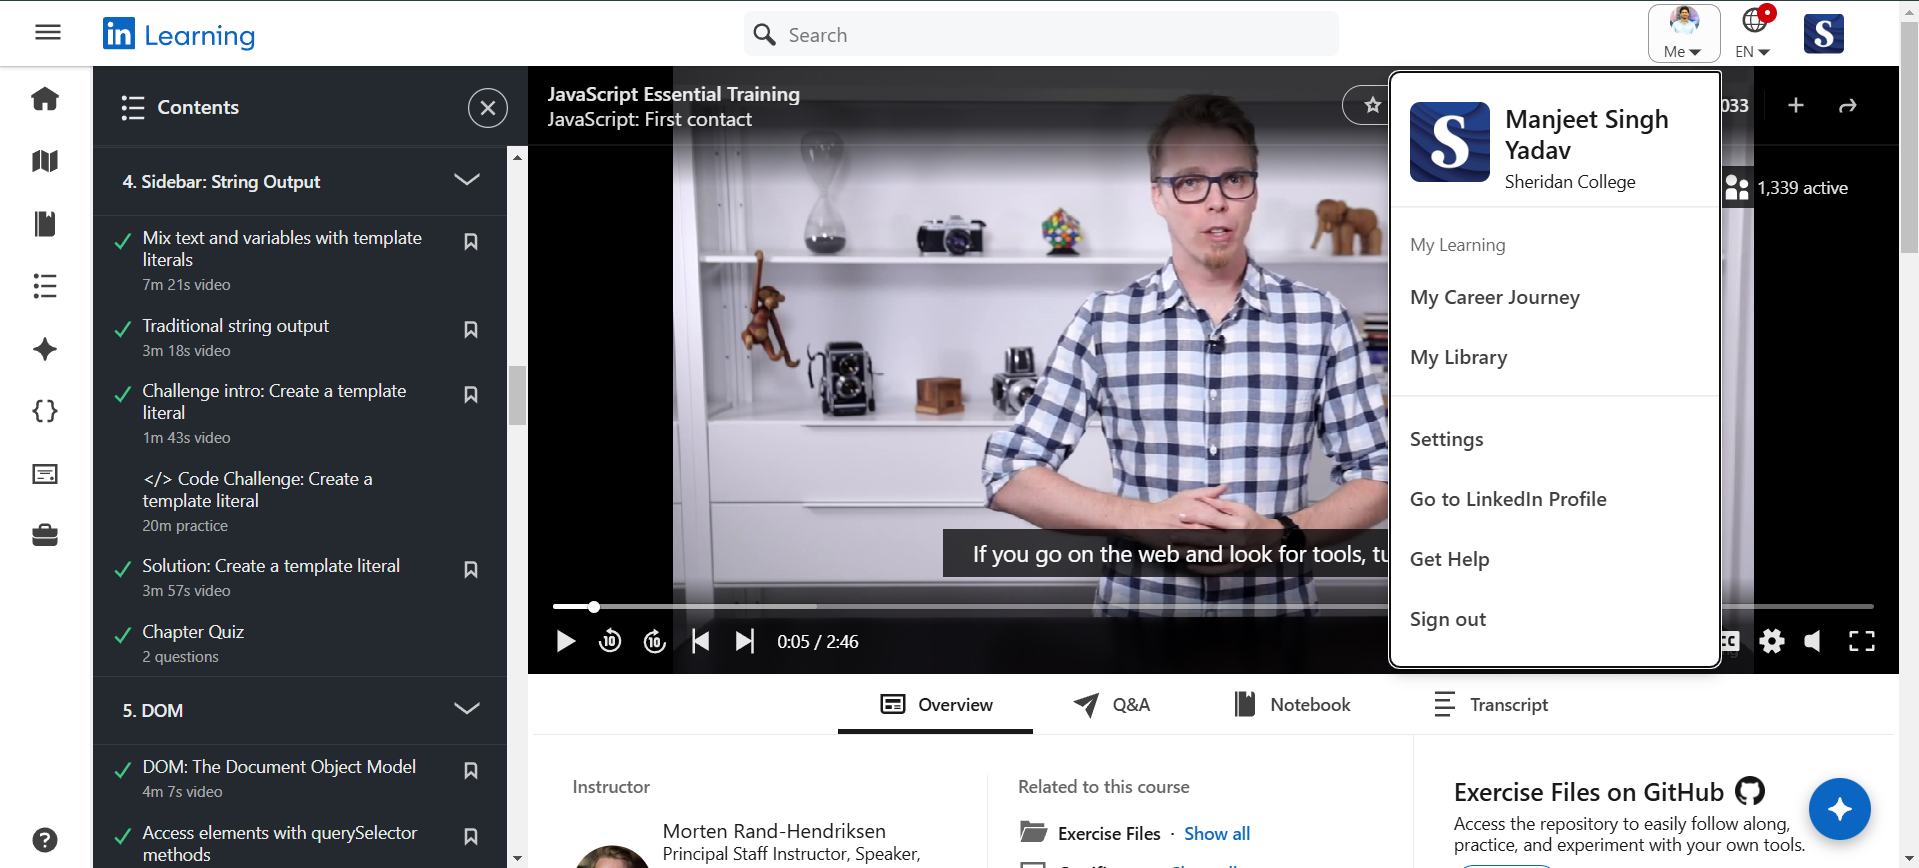 in Learning
Search
Me
EN
S
Contents
4. Sidebar: String Output
Mix text and variables with template
literals
7m 21s video
Traditional string output
3m 18s video
Challenge intro: Create a template
literal
1m 43s video
</> Code Challenge: Create a
template literal
20m practice
Solution: Create a template literal
3m 57s video
Chapter Quiz
2 questions
5. DOM
DOM: The Document Object Model
4m 7s video
Access elements with querySelector
methods
JavaScript Essential Training
JavaScript: First contact
033
1,339 active
If you go on the web and look for tools, tu
10
10
0:05 / 2:46
CC
S
Manjeet Singh
Yadav
Sheridan College
My Learning
My Career Journey
My Library
Settings
Go to LinkedIn Profile
Get Help
Sign out
Overview
Q&A
Notebook
Transcript
Instructor
Morten Rand-Hendriksen
Principal Staff Instructor, Speaker,
Related to this course
Exercise Files · Show all
Exercise Files on GitHub
Access the repository to easily follow along,
practice, and experiment with your own tools.